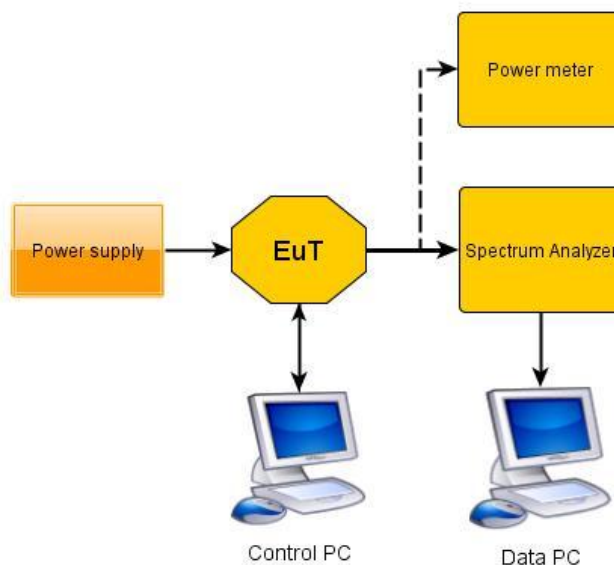 Power meter
Power supply
EuT
Spectrum Analyzer
Control PC
Data PC